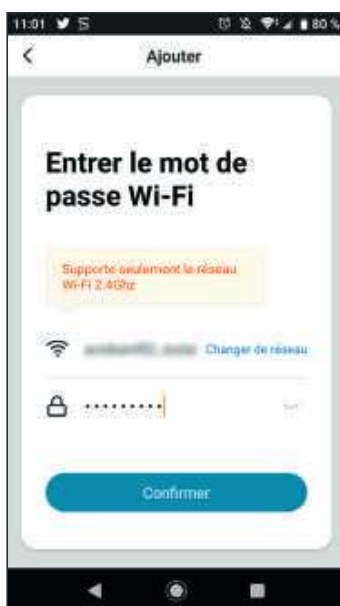 11:01 80 %
Ajouter
Entrer le mot de
passe Wi-Fi
Supporte seulement le réseau
Wi-Fi 2.4Ghz
Changer de réseau
•••••••••
Confirmer